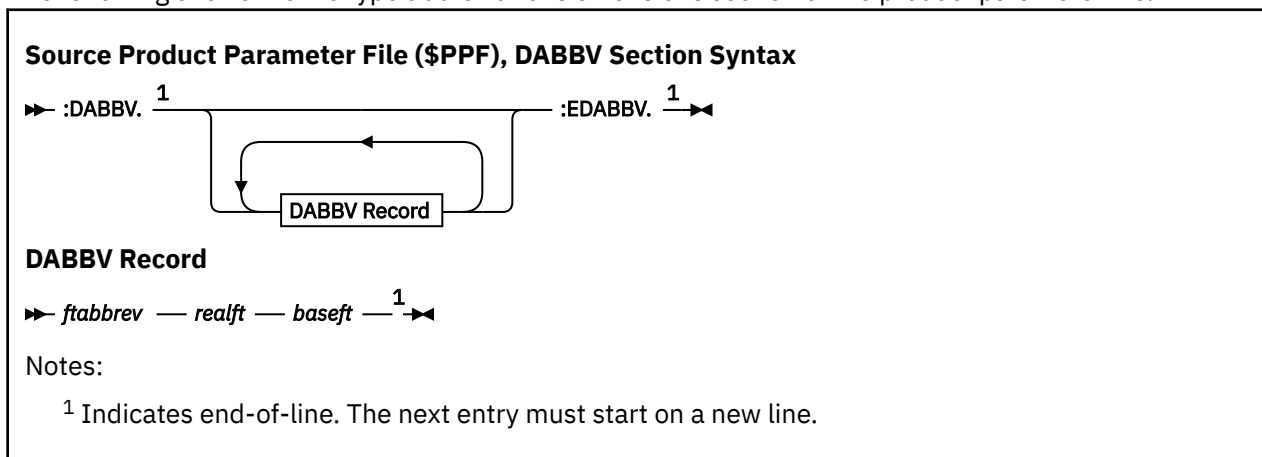 Source Product Parameter File ($PPF), DABBV Section Syntax
:DABBV. 1 :EDABBV. 1
DABBV Record
DABBV Record
ftabbrev realft baseft 1
Notes:
1 Indicates end-of-line. The next entry must start on a new line.